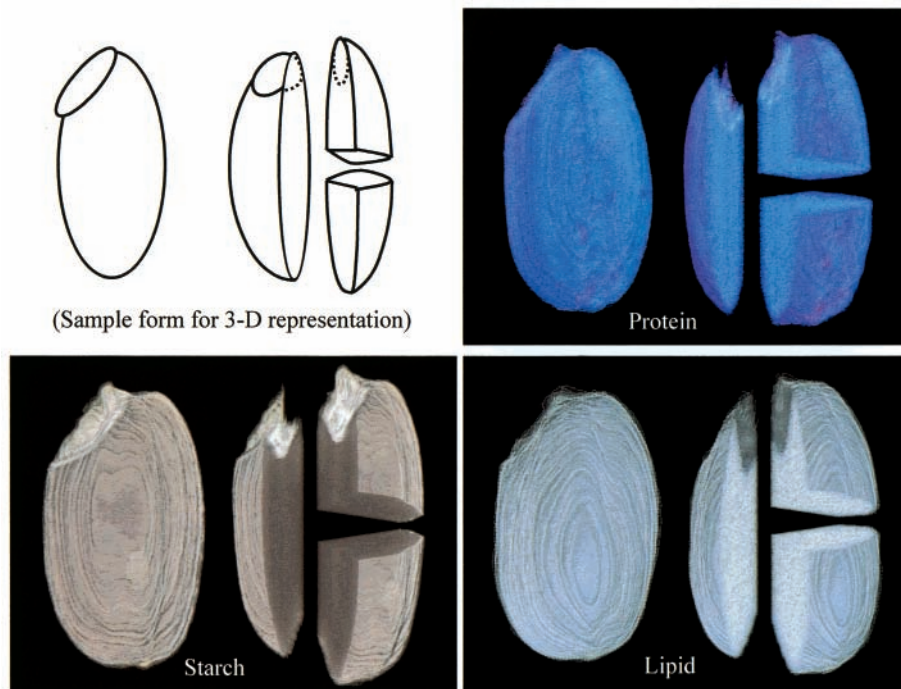 (Sample form for 3-D representation)
Protein
Starch
Lipid